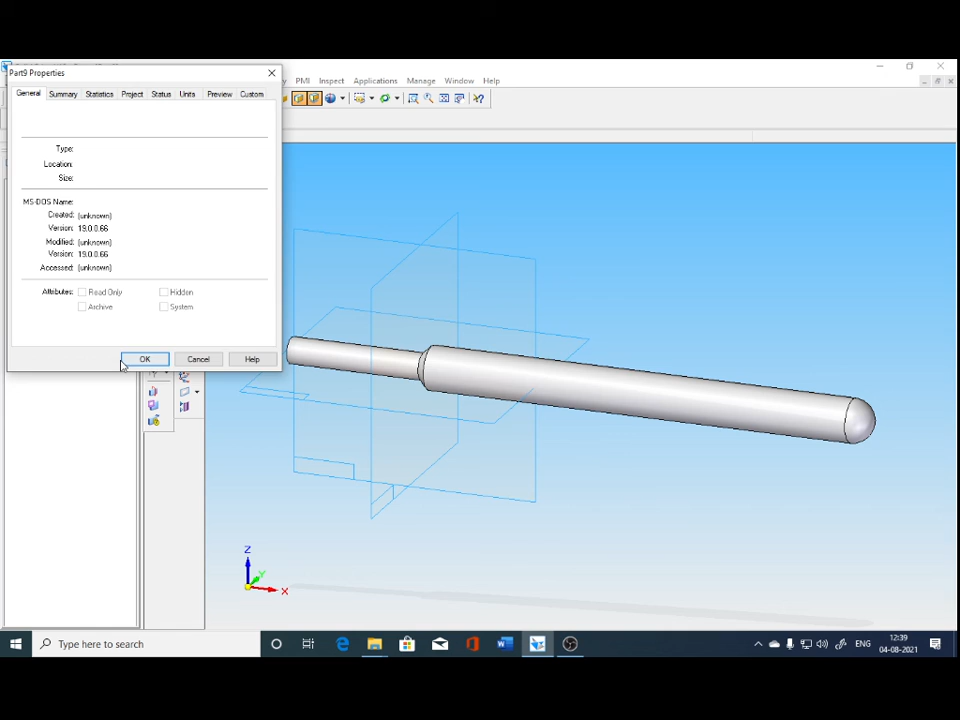 Part9 Properties
PMI Inspect Applications Manage Window Help
General Summary Statistics Project Status Units Preview Custom
Type:
Location:
Size:
MS-DOS Name:
Created: (unknown)
Version: 19.0.0.66
Modified: (unknown)
Version: 19.0.0.66
Accessed: (unknown)
Attributes: Read Only Hidden
Archive System
OK Cancel Help
Z
Y
X
Type here to search
ENG
12:39
04-08-2021